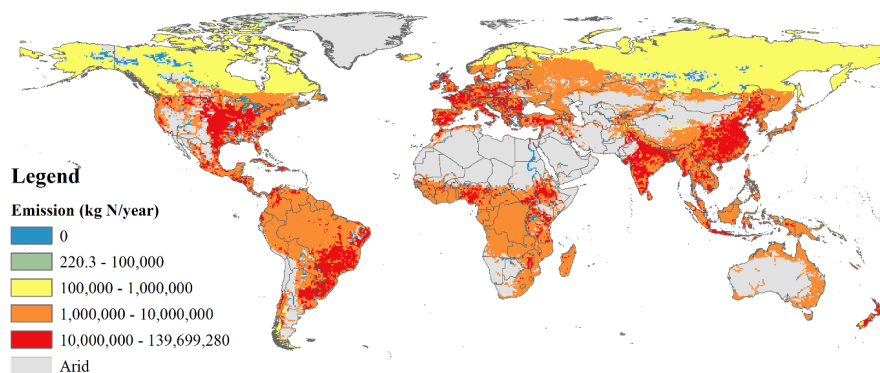 Legend
Emission (kg N/year)
0
220.3 - 100,000
100,000 - 1,000,000
1,000,000 - 10,000,000
10,000,000 - 139,699,280
Arid